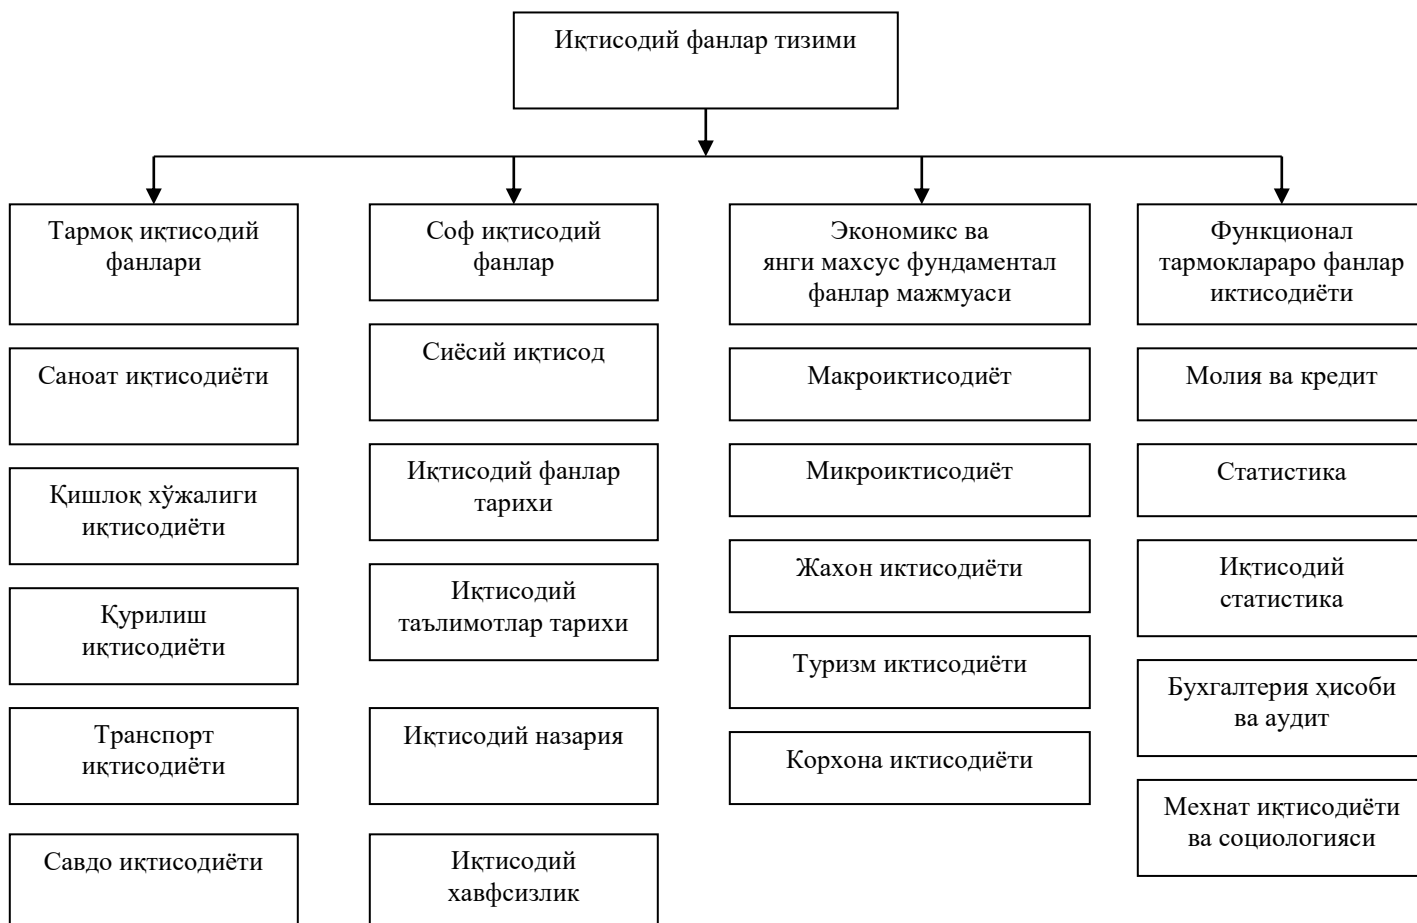 Иқтисодий фанлар тизими
Тармоқ иқтисодий
фанлари
Саноат иқтисодиёти
Қишлоқ хўжалиги
иқтисодиёти
Қурилиш
иқтисодиёти
Транспорт
иқтисодиёти
Савдо иқтисодиёти
Соф иқтисодий
фанлар
Сиёсий иқтисод
Иқтисодий фанлар
тарихи
Иқтисодий
таълимотлар тарихи
Иқтисодий назария
Иқтисодий
хавфсизлик
Экономикс ва
янги махсус фундаментал
фанлар мажмуаси
Макроиктисодиёт
Микроиктисодиёт
Жахон иктисодиёти
Туризм иктисодиёти
Корхона иктисодиёти
Функционал
тармоклараро фанлар
иктисодиёти
Молия ва кредит
Статистика
Иқтисодий
статистика
Бухгалтерия ҳисоби
ва аудит
Мехнат иқтисодиёти
ва социологияси